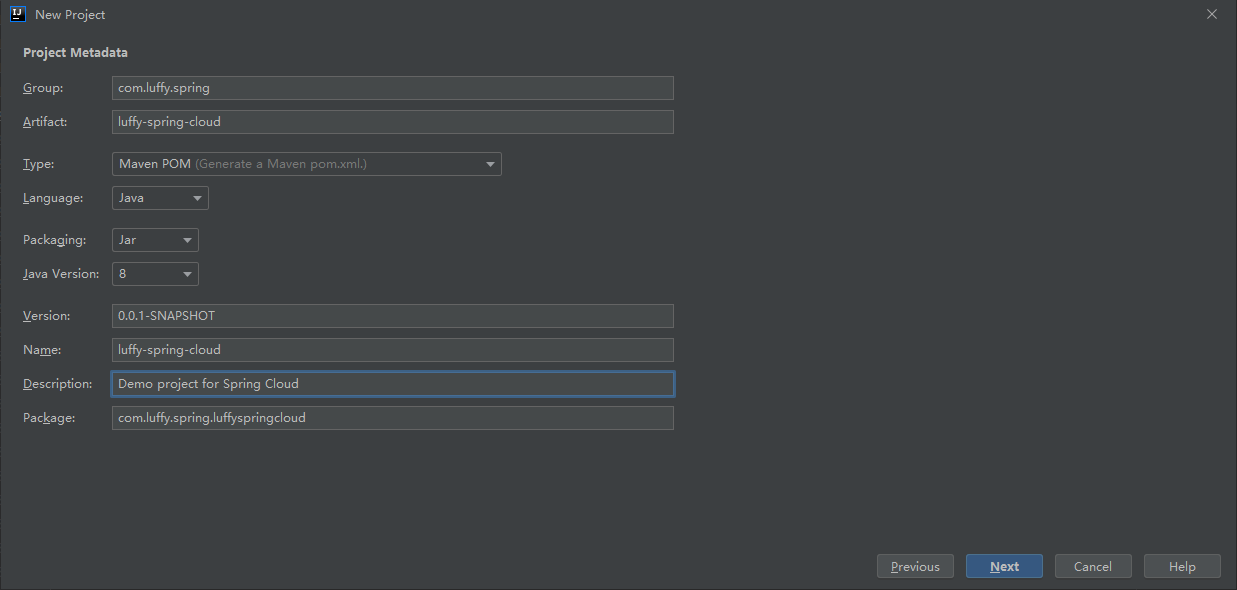 IJ New Project
Project Metadata
Group: com.luffy.spring
Artifact: luffy-spring-cloud
Type: Maven POM (Generate a Maven pom.xml.)
Language: Java
Packaging: Jar
Java Version: 8
Version: 0.0.1-SNAPSHOT
Name: luffy-spring-cloud
Description: Demo project for Spring Cloud
Package: com.luffy.spring.luffyspringcloud
Previous Next Cancel Help